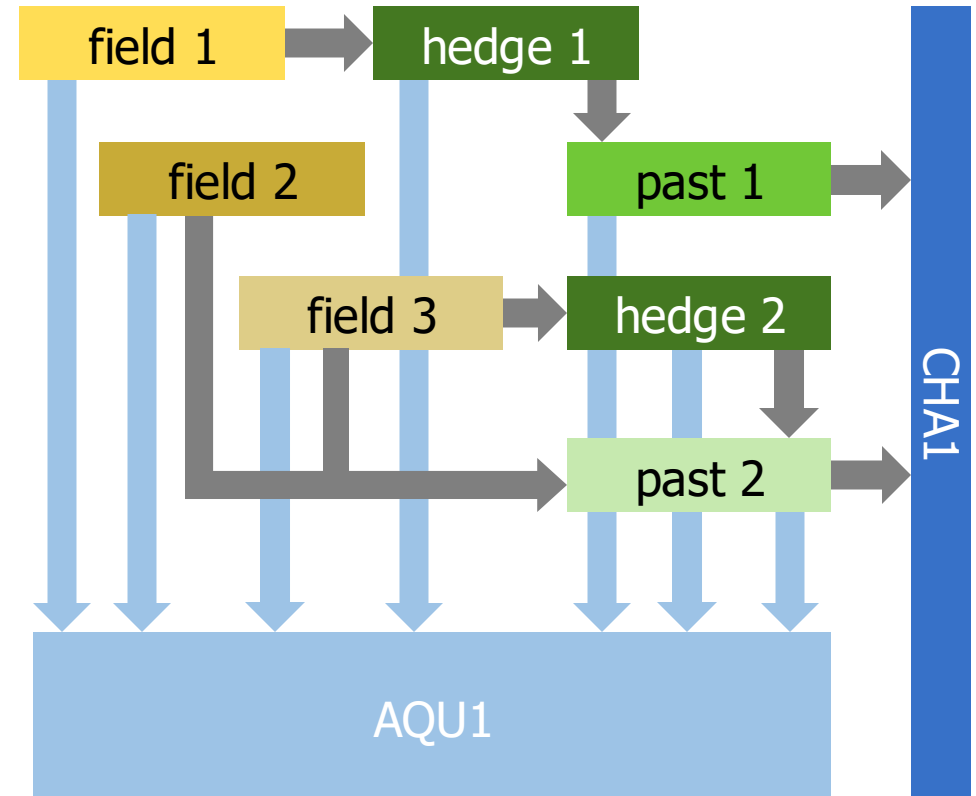 field 1
hedge 1
field 2
past 1
field 3
hedge 2
CHA1
past 2
AQU1